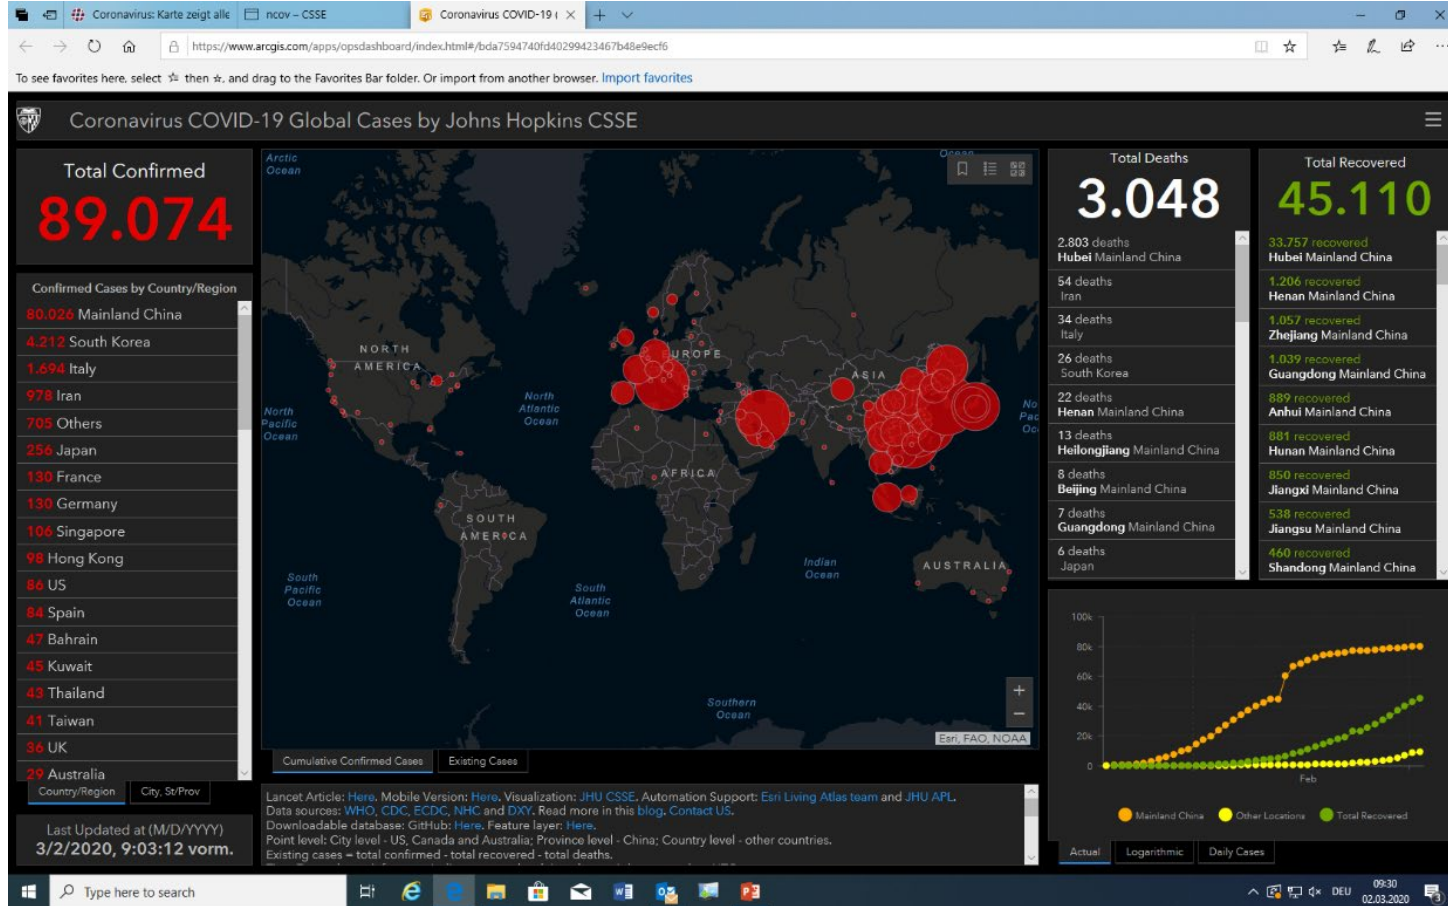 Coronavirus: Karte zeigt alle
ncov – CSSE
Coronavirus COVID-19 (
https://www.arcgis.com/apps/opsdashboard/index.html#/bda7594740fd40299423467b48e9ecf6
To see favorites here, select then , and drag to the Favorites Bar folder. Or import from another browser. Import favorites
Coronavirus COVID-19 Global Cases by Johns Hopkins CSSE
Total Confirmed
89.074
Confirmed Cases by Country/Region
80.026 Mainland China
4.212 South Korea
1.694 Italy
978 Iran
705 Others
256 Japan
130 France
130 Germany
106 Singapore
98 Hong Kong
86 US
84 Spain
47 Bahrain
45 Kuwait
43 Thailand
41 Taiwan
36 UK
29 Australia
Country/Region
City, St/Prov
Last Updated at (M/D/YYYY)
3/2/2020, 9:03:12 vorm.
Arctic
Ocean
Ocean
NORTH
AMERICA
EUROPE
ASIA
North
Pacific
Ocean
North
Atlantic
Ocean
No
Pac
Oc
AFRICA
SOUTH
AMERICA
Indian
Ocean
AUSTRALIA
South
Pacific
Ocean
South
Atlantic
Ocean
Southern
Ocean
Esri, FAO, NOAA
Cumulative Confirmed Cases
Existing Cases
Lancet Article: Here. Mobile Version: Here. Visualization: JHU CSSE. Automation Support: Esri Living Atlas team and JHU APL.
Data sources: WHO, CDC, ECDC, NHC and DXY. Read more in this blog. Contact US.
Downloadable database: GitHub: Here. Feature layer: Here.
Point level: City level - US, Canada and Australia; Province level - China; Country level - other countries.
Existing cases = total confirmed - total recovered - total deaths.
Total Deaths
3.048
2.803 deaths
Hubei Mainland China
54 deaths
Iran
34 deaths
Italy
26 deaths
South Korea
22 deaths
Henan Mainland China
13 deaths
Heilongjiang Mainland China
8 deaths
Beijing Mainland China
7 deaths
Guangdong Mainland China
6 deaths
Japan
Total Recovered
45.110
33.757 recovered
Hubei Mainland China
1.206 recovered
Henan Mainland China
1.057 recovered
Zhejiang Mainland China
1.039 recovered
Guangdong Mainland China
889 recovered
Anhui Mainland China
881 recovered
Hunan Mainland China
850 recovered
Jiangxi Mainland China
538 recovered
Jiangsu Mainland China
460 recovered
Shandong Mainland China
100k
80k
60k
40k
20k
0
Feb
Mainland China
Other Locations
Total Recovered
Actual
Logarithmic
Daily Cases
Type here to search
DEU
09:30
02.03.2020